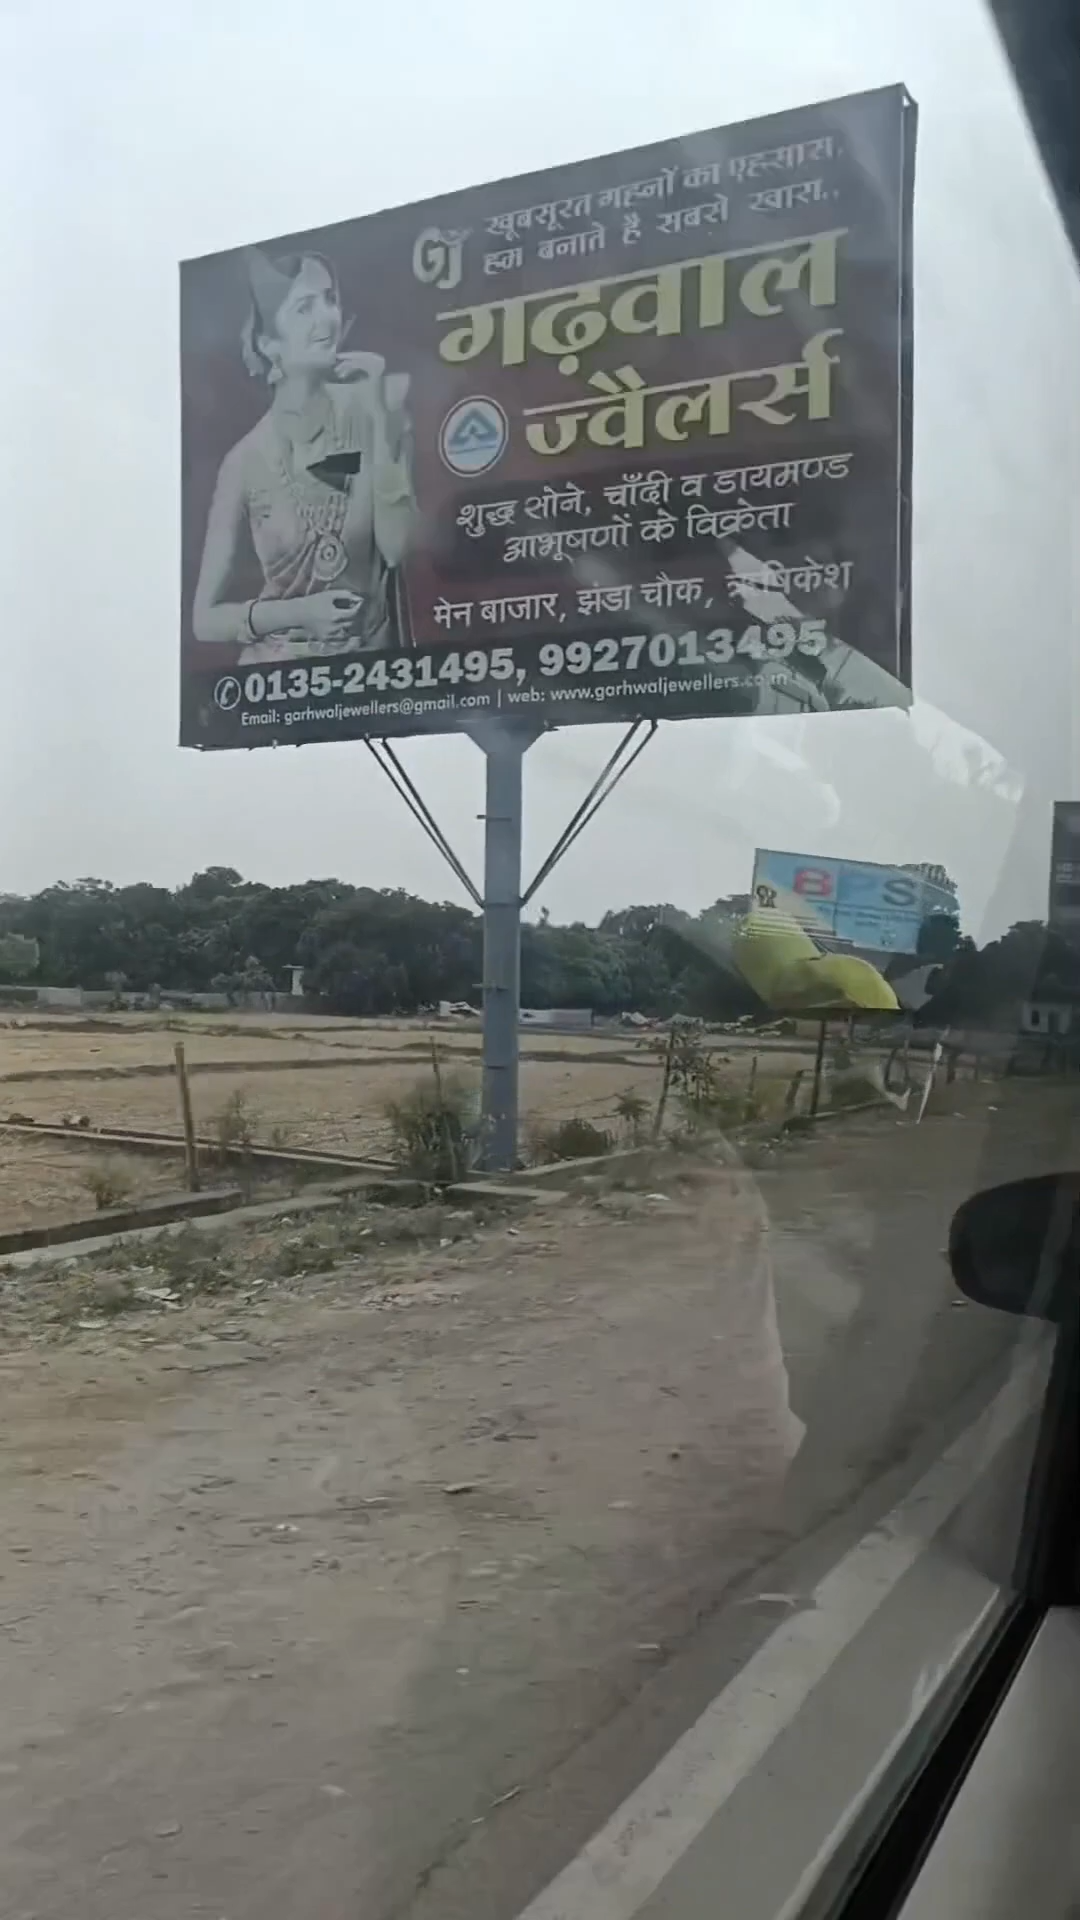 GJ
खूबसूरत गहनों का एहसास,
हम बनाते है सबसे खास..
गढ़वाल
ज्वैलर्स
शुद्ध सोने, चाँदी व डायमण्ड
आभूषणों के विक्रेता
मेन बाजार, झंडा चौक, ऋषिकेश
0135-2431495, 9927013495
Email: garhwaljewellers@gmail.com | web: www.garhwaljewellers.co.in
BPS